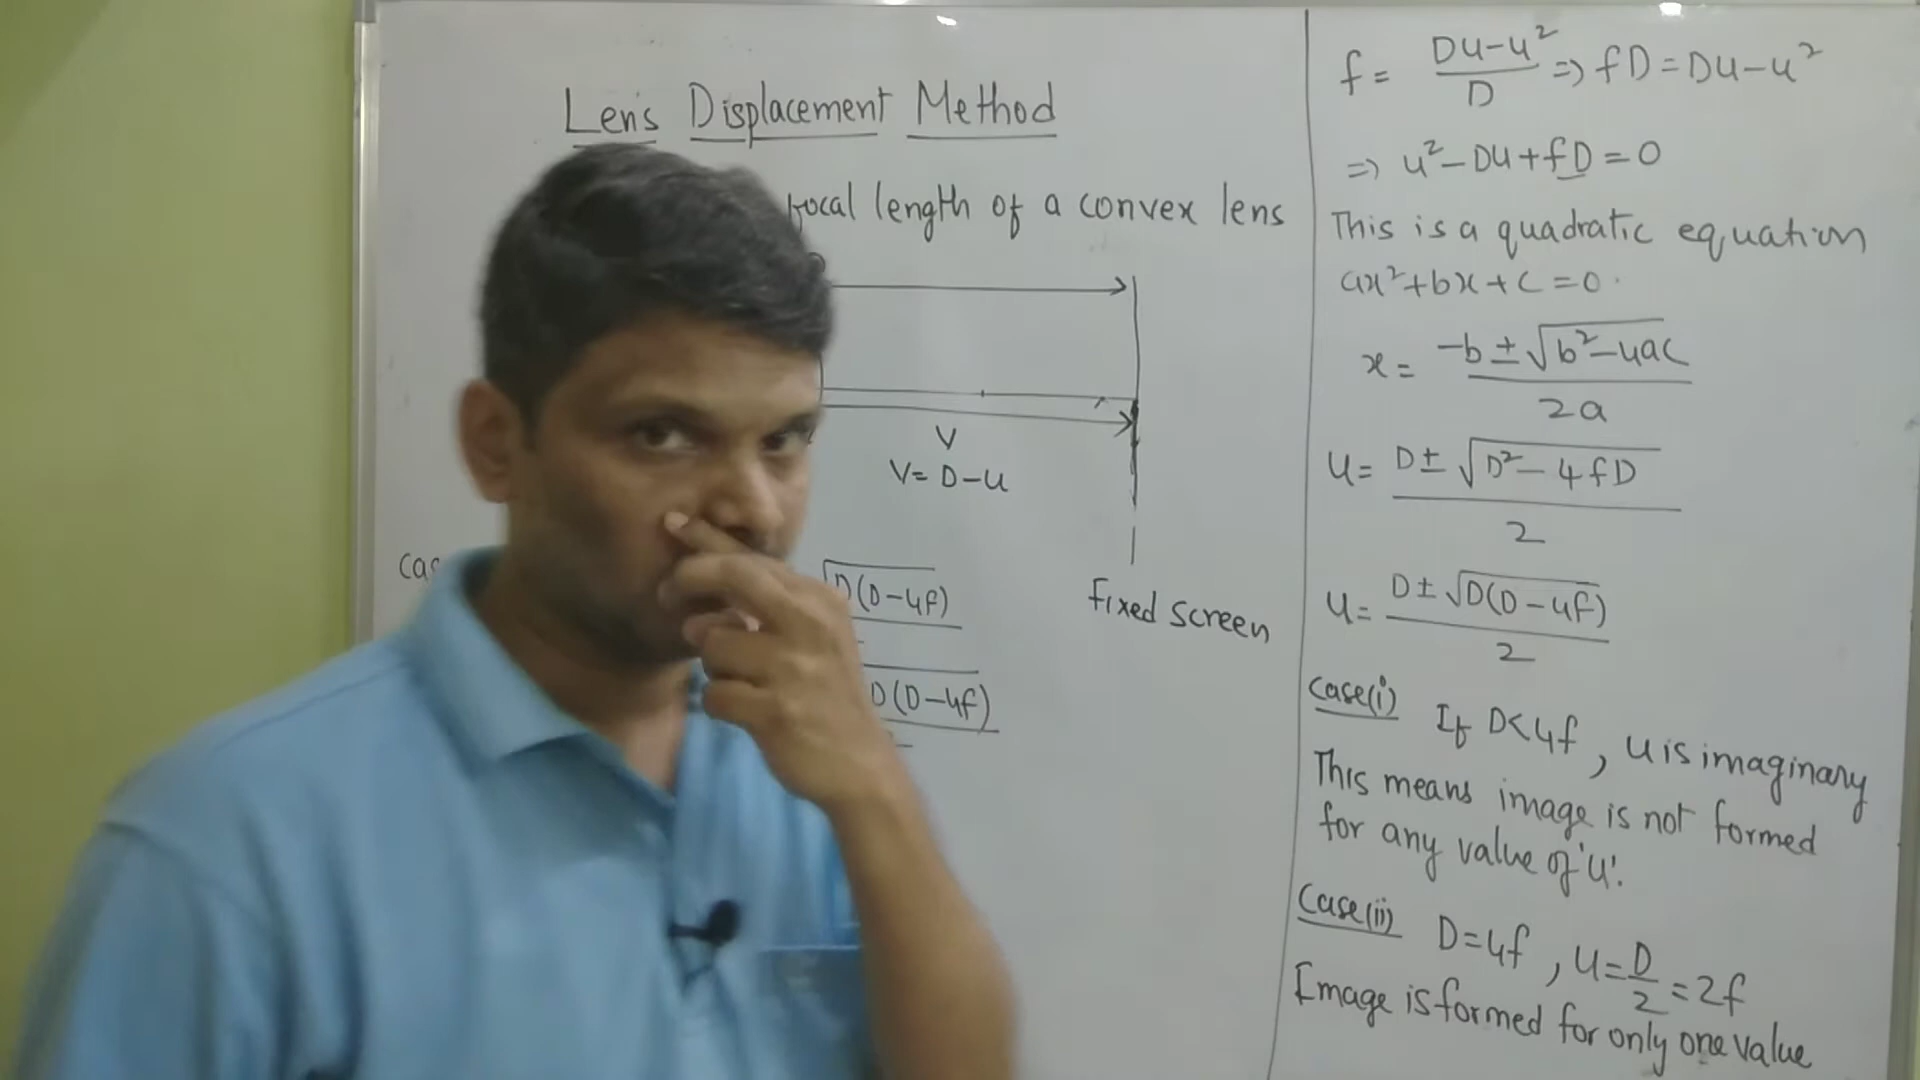 Lens Displacement Method
focal length of a convex lens
V
V= D-u
Fixed screen
D(D-4f)
D(D-4f)
f = (Du-u²)/D ⇒ fD = Du-u²
⇒ u²-Du+fD=0
This is a quadratic equation
ax²+bx+c=0.
x = (-b±√(b²-4ac))/2a
u = (D±√(D²-4fD))/2
u = (D±√(D(D-4f)))/2
Case(i) If D<4f, u is imaginary
This means image is not formed
for any value of 'u'.
Case(ii) D=4f, u=D/2=2f
Image is formed for only one value